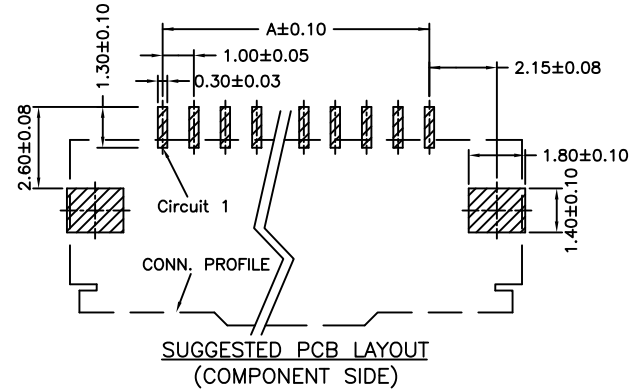 A±0.10
1.00±0.05
0.30±0.03
1.30±0.10
2.15±0.08
2.60±0.08
1.80±0.10
1.40±0.10
Circuit 1
CONN. PROFILE
SUGGESTED PCB LAYOUT
(COMPONENT SIDE)